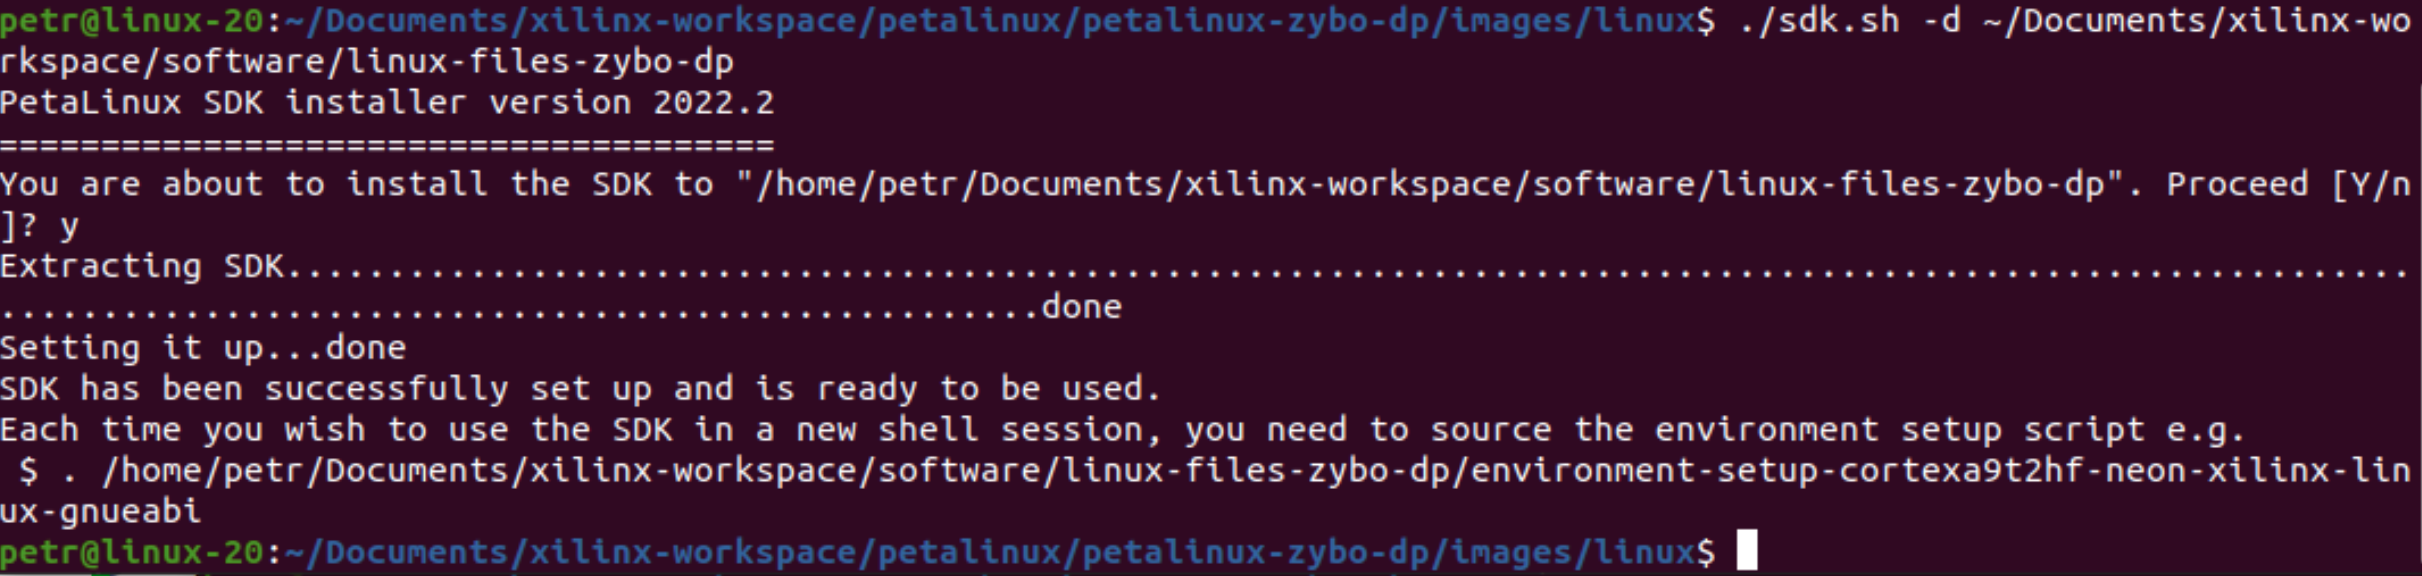 petr@linux-20:~/Documents/xilinx-workspace/petalinux/petalinux-zybo-dp/images/linux$ ./sdk.sh -d ~/Documents/xilinx-wo
rkspace/software/linux-files-zybo-dp
PetaLinux SDK installer version 2022.2
======================================
You are about to install the SDK to "/home/petr/Documents/xilinx-workspace/software/linux-files-zybo-dp". Proceed [Y/n
]? y
Extracting SDK........................................................................................................
...................................................done
Setting it up...done
SDK has been successfully set up and is ready to be used.
Each time you wish to use the SDK in a new shell session, you need to source the environment setup script e.g.
 $ . /home/petr/Documents/xilinx-workspace/software/linux-files-zybo-dp/environment-setup-cortexa9t2hf-neon-xilinx-lin
ux-gnueabi
petr@linux-20:~/Documents/xilinx-workspace/petalinux/petalinux-zybo-dp/images/linux$